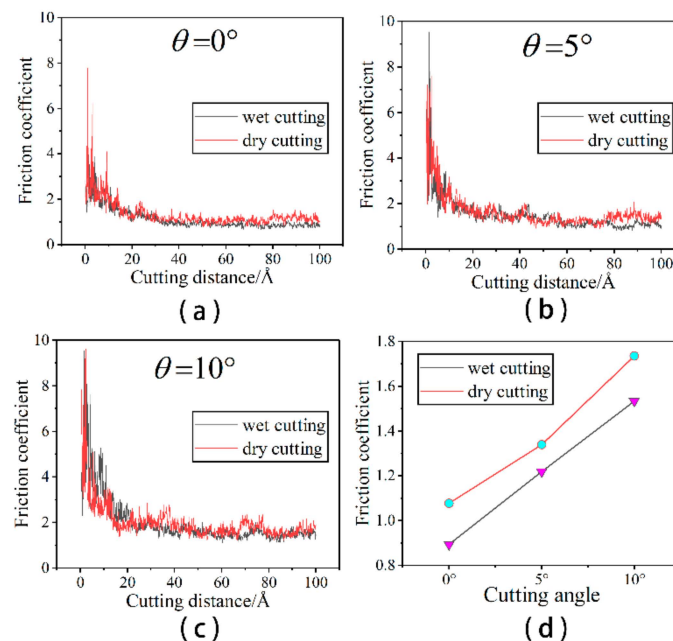 10
8
6
4
2
0
Friction coefficient
θ=0°
wet cutting
dry cutting
0 20 40 60 80 100
Cutting distance/Å
(a)
10
8
6
4
2
0
Friction coefficient
θ=5°
wet cutting
dry cutting
0 20 40 60 80 100
Cutting distance/Å
(b)
10
8
6
4
2
0
Friction coefficient
θ=10°
wet cutting
dry cutting
0 20 40 60 80 100
Cutting distance/Å
(c)
1.8
1.6
1.4
1.2
1.0
0.8
Friction coefficient
wet cutting
dry cutting
0° 5° 10°
Cutting angle
(d)